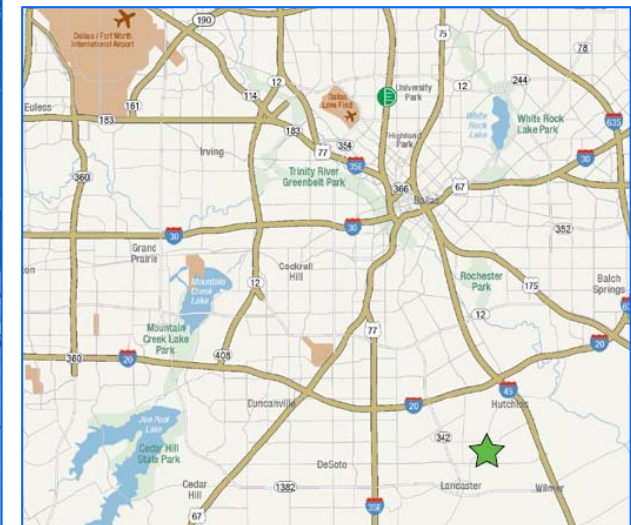 190
75
78
Dallas / Fort Worth
International Airport
12
12
244
114
Dallas
Love Field
University
Park
Euless
161
183
White
Rock
Lake
White Rock
Lake Park
635
183
354
Highland
Park
77
35E
30
Irving
Trinity River
Greenbelt Park
360
366
67
Dallas
30
30
352
Grand
Prairie
Cockrell
Hill
Rochester
Park
Balch
Springs
Mountain
Creek
Lake
12
175
12
Mountain
Creek Lake
Park
77
360
20
408
20
45
Duncanville
20
Hutchins
Joe Pool
Lake
342
Cedar Hill
State Park
DeSoto
Cedar
Hill
1382
Lancaster
Wilmer
67
35E